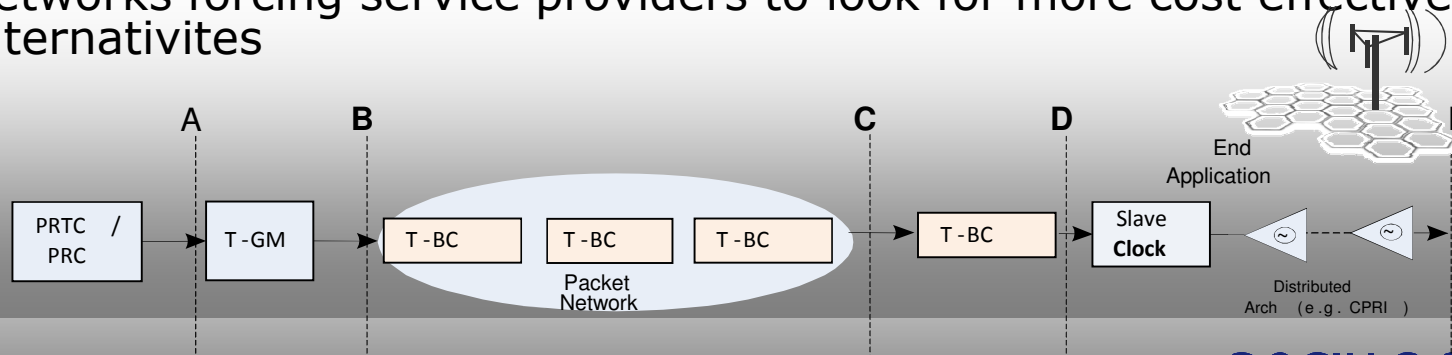 etworks forcing service providers to look for more cost effective
ternativites
A
B
C
D
End
Application
PRTC /
PRC
T-GM
T-BC
T-BC
T-BC
Packet
Network
T-BC
Slave
Clock
~
~
Distributed
Arch (e.g. CPRI )